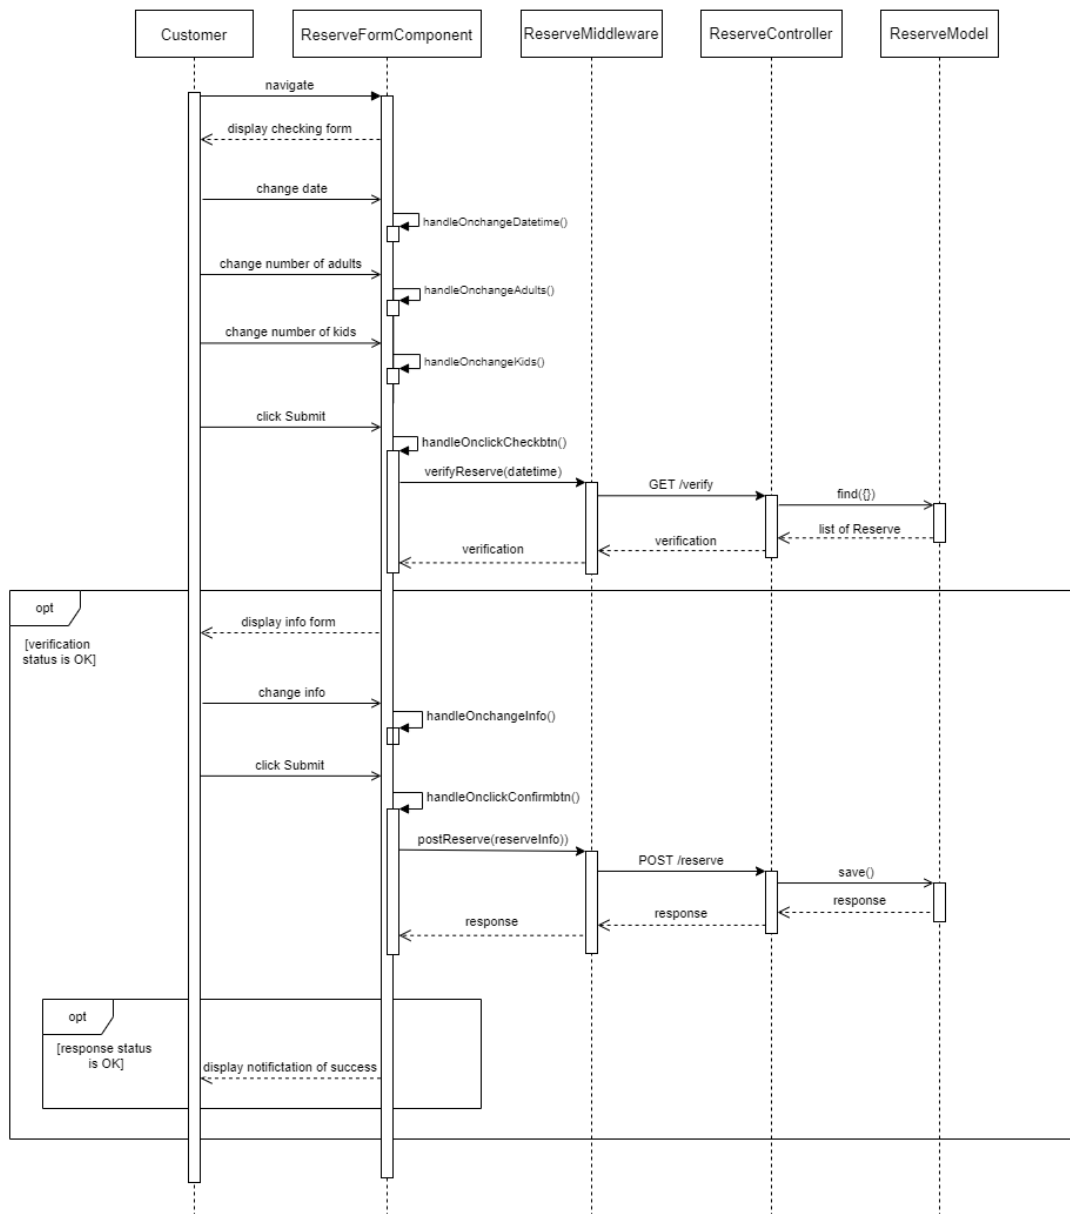 Customer
ReserveFormComponent
ReserveMiddleware
ReserveController
ReserveModel
navigate
display checking form
change date
handleOnchangeDatetime()
change number of adults
handleOnchangeAdults()
change number of kids
handleOnchangeKids()
click Submit
handleOnclickCheckbtn()
verifyReserve(datetime)
GET /verify
find({})
list of Reserve
verification
verification
opt
[verification
status is OK]
display info form
change info
handleOnchangeInfo()
click Submit
handleOnclickConfirmbtn()
postReserve(reserveInfo))
POST /reserve
save()
response
response
response
opt
[response status
is OK]
display notifictation of success